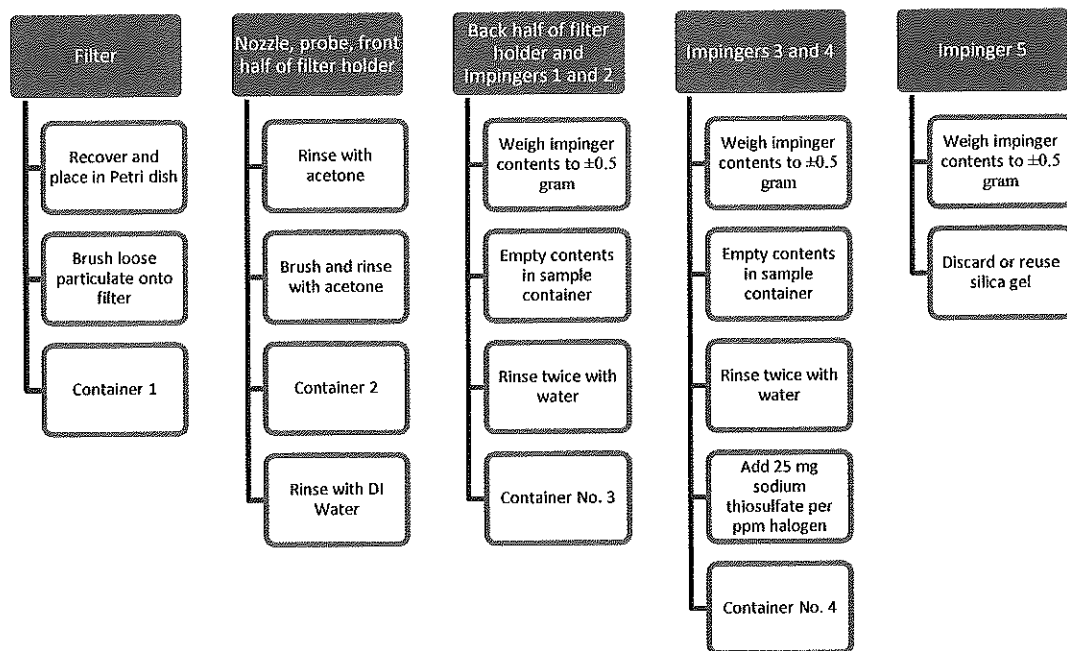 Filter
Recover and
place in Petri dish
Brush loose
particulate onto
filter
Container 1
Nozzle, probe, front
half of filter holder
Rinse with
acetone
Brush and rinse
with acetone
Container 2
Rinse with DI
Water
Back half of filter
holder and
Impingers 1 and 2
Weigh impinger
contents to ±0.5
gram
Empty contents
in sample
container
Rinse twice with
water
Container No. 3
Impingers 3 and 4
Weigh impinger
contents to ±0.5
gram
Empty contents
in sample
container
Rinse twice with
water
Add 25 mg
sodium
thiosulfate per
ppm halogen
Container No. 4
Impinger 5
Weigh impinger
contents to ±0.5
gram
Discard or reuse
silica gel